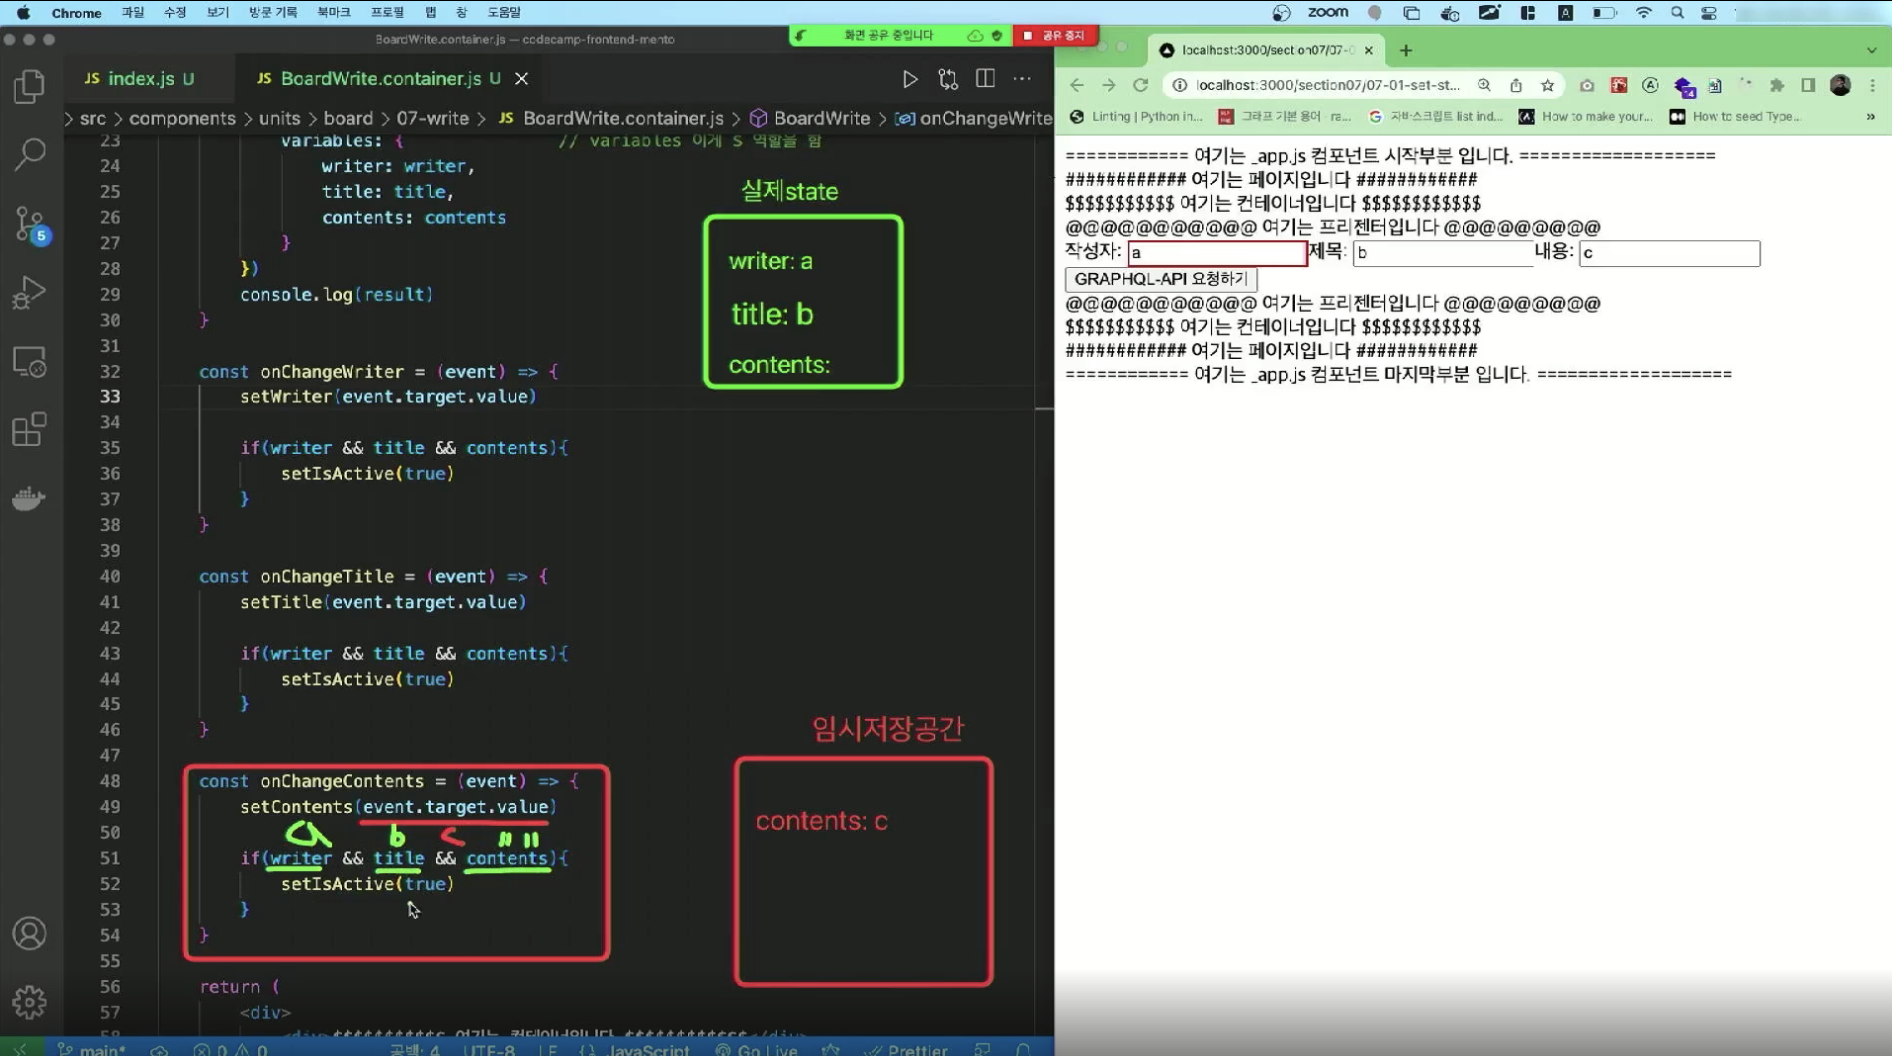 Chrome 파일 수정 보기 방문 기록 북마크 프로필 탭 창 도움말 zoom A
BoardWrite.container.js — codecamp-frontend-mento
화면 공유 중입니다 공유 중지
JS index.js U JS BoardWrite.container.js U
> src > components > units > board > 07-write > JS BoardWrite.container.js > BoardWrite > onChangeWrite
23 variables: { // variables 이게 $ 역할을 함
24 writer: writer,
25 title: title,
26 contents: contents
27 }
28 })
29 console.log(result)
30 }
31
32 const onChangeWriter = (event) => {
33 setWriter(event.target.value)
34
35 if(writer && title && contents){
36 setIsActive(true)
37 }
38 }
39
40 const onChangeTitle = (event) => {
41 setTitle(event.target.value)
42
43 if(writer && title && contents){
44 setIsActive(true)
45 }
46 }
47
48 const onChangeContents = (event) => {
49 setContents(event.target.value)
50 a b c " "
51 if(writer && title && contents){
52 setIsActive(true)
53 }
54 }
55
56 return (
57 <div>
58
실제state
writer: a
title: b
contents:
임시저장공간
contents: c
5
main* 0 0 공백: 4 UTF-8 LF {} JavaScript Go Live Prettier
localhost:3000/section07/07-0
localhost:3000/section07/07-01-set-st...
Linting | Python in... 그래프 기본 용어 - ra... 자바스크립트 list ind... How to make your... How to seed Type... »
============ 여기는 _app.js 컴포넌트 시작부분 입니다. ===================
############ 여기는 페이지입니다 ############
$$$$$$$$$$$ 여기는 컨테이너입니다 $$$$$$$$$$$$
@@@@@@@@@@@ 여기는 프리젠터입니다 @@@@@@@@@
작성자: a 제목: b 내용: c
GRAPHQL-API 요청하기
@@@@@@@@@@@ 여기는 프리젠터입니다 @@@@@@@@@
$$$$$$$$$$$ 여기는 컨테이너입니다 $$$$$$$$$$$$
############ 여기는 페이지입니다 ############
============ 여기는 _app.js 컴포넌트 마지막부분 입니다. ===================